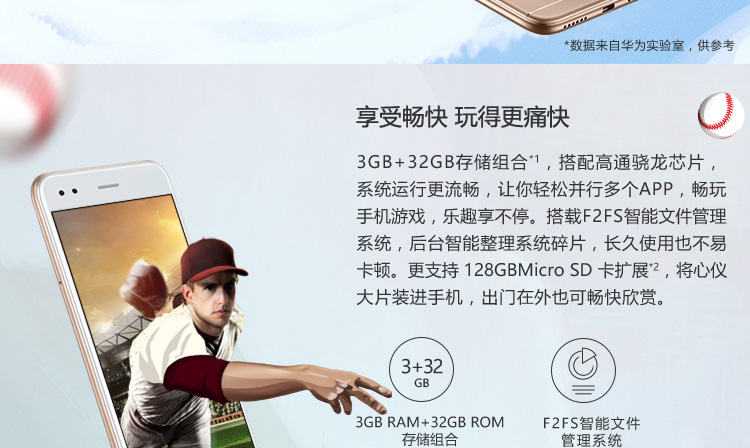 *数据来自华为实验室，供参考
享受畅快 玩得更痛快
3GB+32GB存储组合*1，搭配高通骁龙芯片，
系统运行更流畅，让你轻松并行多个APP，畅玩
手机游戏，乐趣享不停。搭载F2FS智能文件管理
系统，后台智能整理系统碎片，长久使用也不易
卡顿。更支持 128GBMicro SD 卡扩展*2，将心仪
大片装进手机，出门在外也可畅快欣赏。
3+32
GB
3GB RAM+32GB ROM
存储组合
F2FS智能文件
管理系统